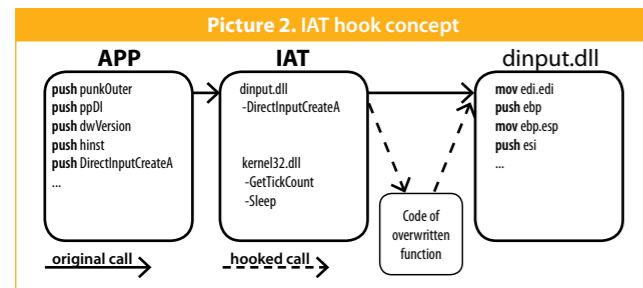 Picture 2. IAT hook concept
APP
push punkOuter
push ppDI
push dwVersion
push hinst
push DirectInputCreateA
...
original call
IAT
dinput.dll
-DirectInputCreateA
kernel32.dll
-GetTickCount
-Sleep
hooked call
Code of
overwritten
function
dinput.dll
mov edi.edi
push ebp
mov ebp.esp
push esi
...